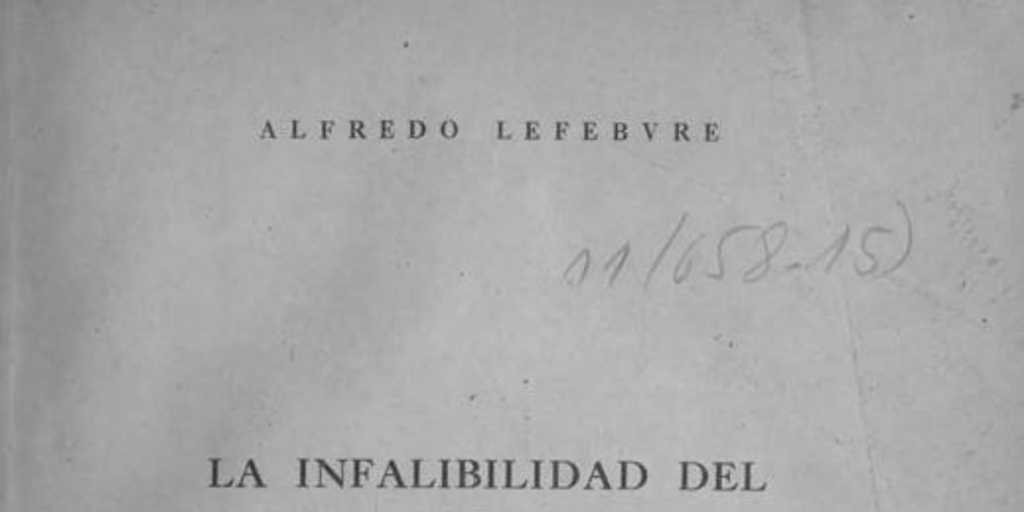 ALFREDO LEFEBVRE
11/(658-15)
LA INFALIBILIDAD DEL